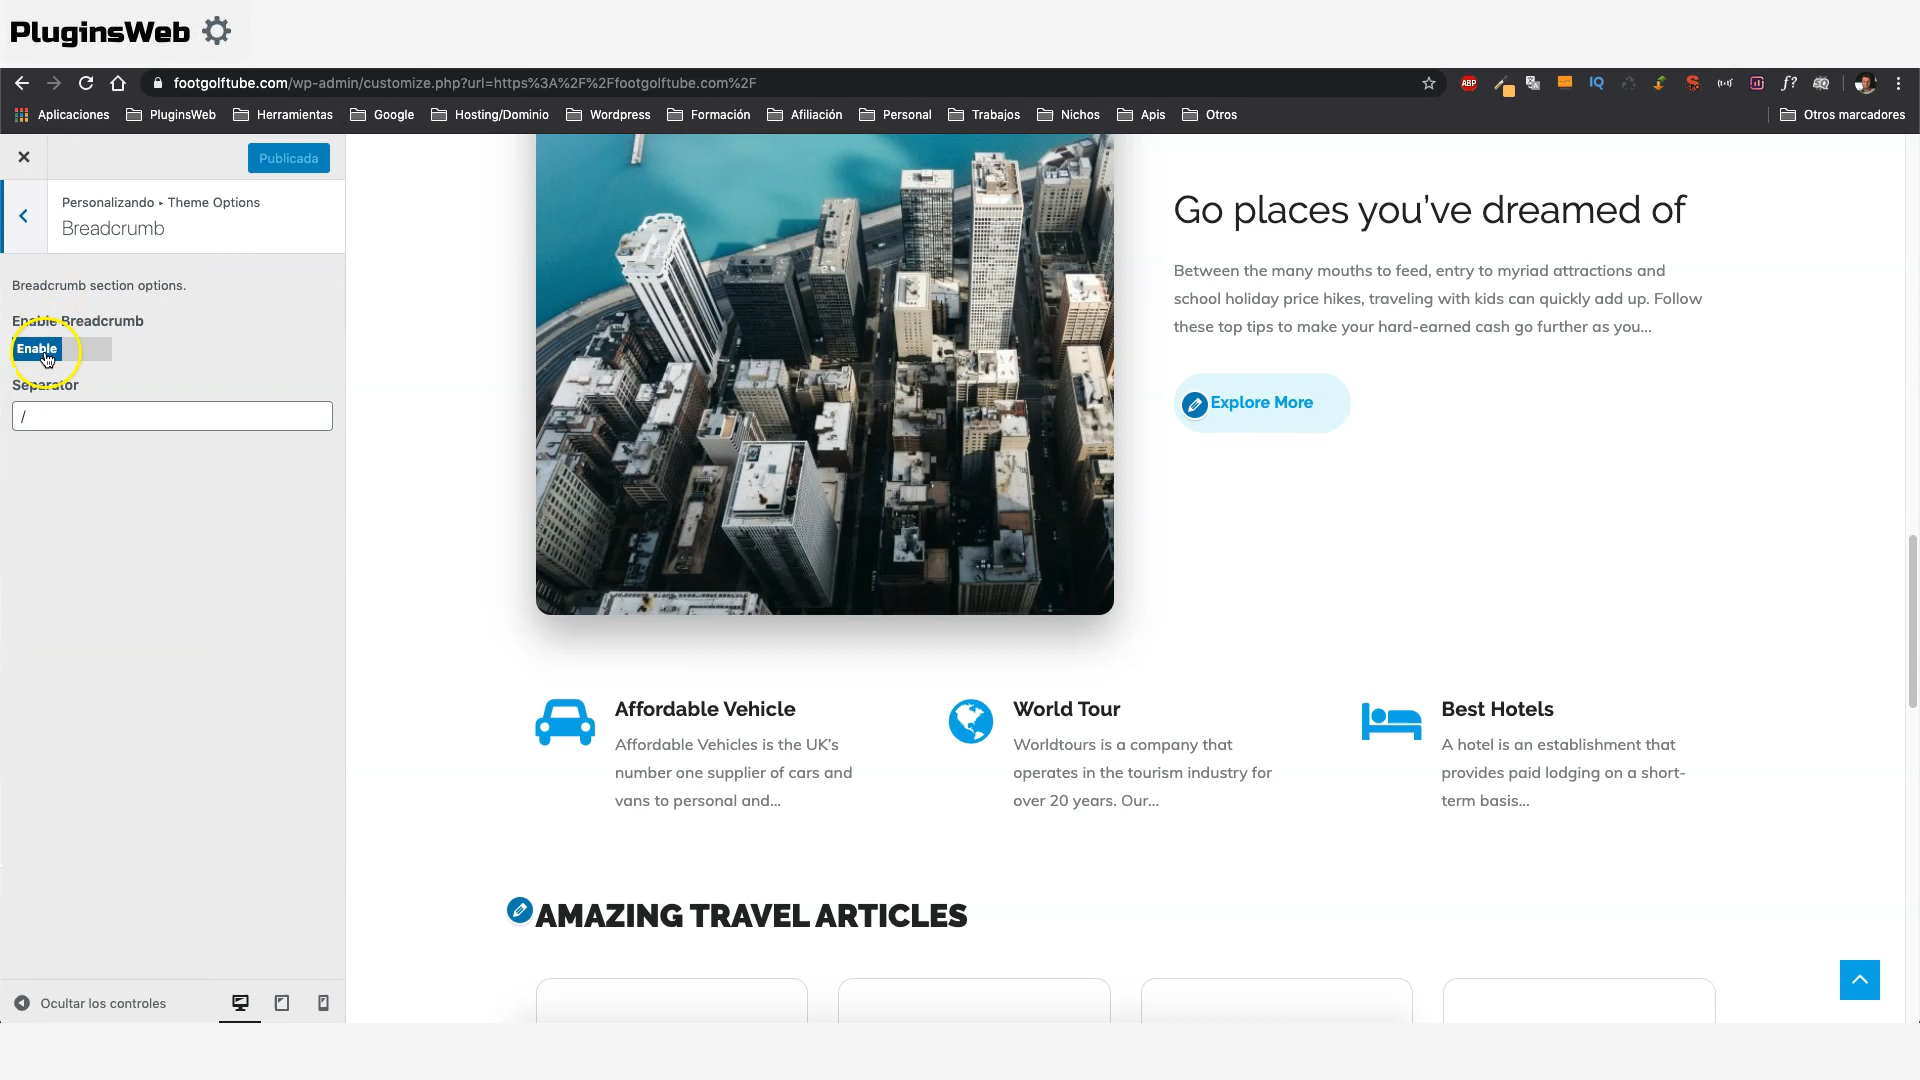 PluginsWeb
footgolftube.com/wp-admin/customize.php?url=https%3A%2F%2Ffootgolftube.com%2F
ABP
IQ
f?
Aplicaciones
PluginsWeb
Herramientas
Google
Hosting/Dominio
Wordpress
Formación
Afiliación
Personal
Trabajos
Nichos
Apis
Otros
Otros marcadores
Publicada
Personalizando ▸ Theme Options
Breadcrumb
Breadcrumb section options.
Enable Breadcrumb
Enable
Separator
/
Go places you've dreamed of
Between the many mouths to feed, entry to myriad attractions and
school holiday price hikes, traveling with kids can quickly add up. Follow
these top tips to make your hard-earned cash go further as you…
Explore More
Affordable Vehicle
Affordable Vehicles is the UK's
number one supplier of cars and
vans to personal and…
World Tour
Worldtours is a company that
operates in the tourism industry for
over 20 years. Our…
Best Hotels
A hotel is an establishment that
provides paid lodging on a short-
term basis…
AMAZING TRAVEL ARTICLES
Ocultar los controles